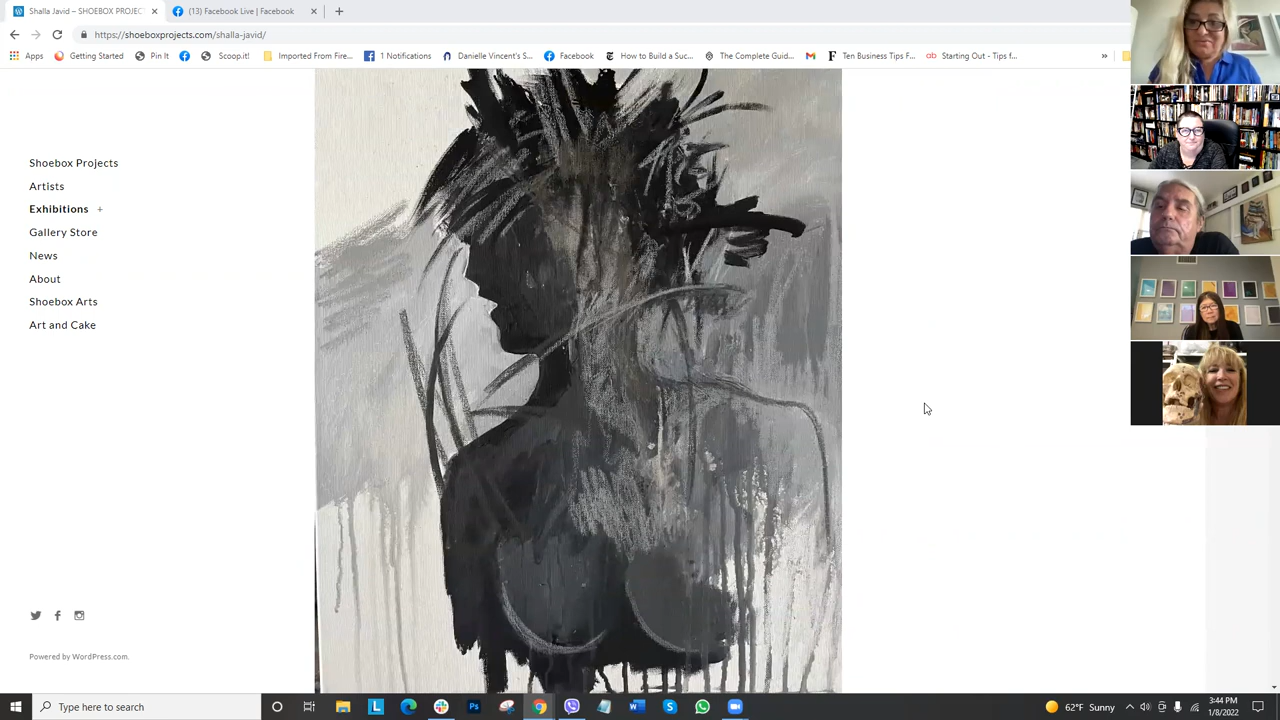 Shalla Javid – SHOEBOX PROJEC
(13) Facebook Live | Facebook
https://shoeboxprojects.com/shalla-javid/
Apps
Getting Started
Pin It
Scoop.it!
Imported From Fire...
1 Notifications
Danielle Vincent's S...
Facebook
How to Build a Suc...
The Complete Guid...
Ten Business Tips F...
Starting Out - Tips f...
»
Shoebox Projects
Artists
Exhibitions +
Gallery Store
News
About
Shoebox Arts
Art and Cake
Powered by WordPress.com.
Type here to search
62°F Sunny
3:44 PM
1/8/2022